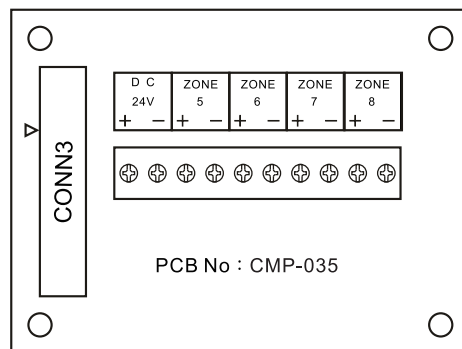 D C
24V
+ −
ZONE
5
+ −
ZONE
6
+ −
ZONE
7
+ −
ZONE
8
+ −
CONN3
PCB No : CMP-035